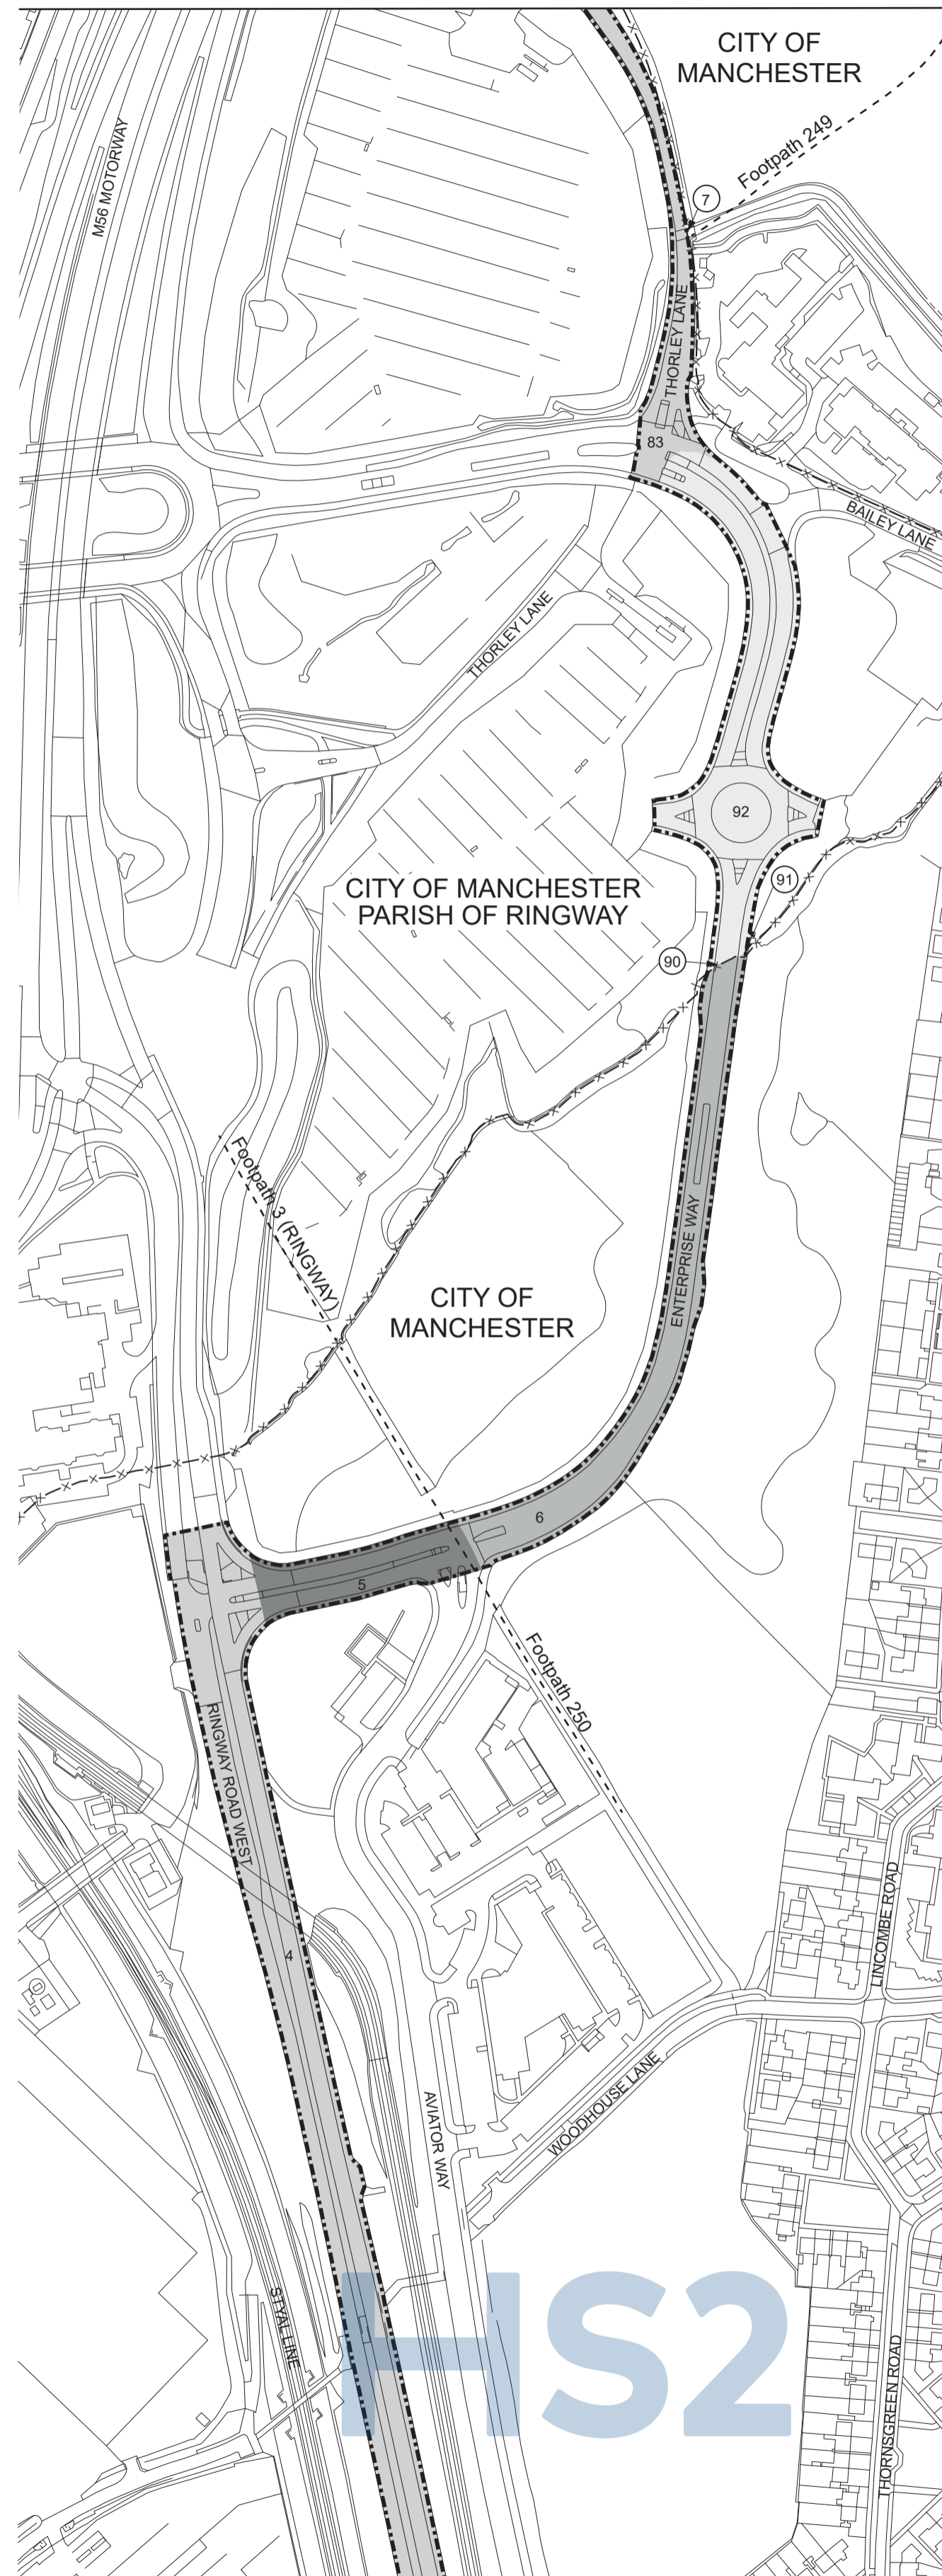 CITY OF
MANCHESTER
Footpath 249
M56 MOTORWAY
7
THORLEY LANE
83
BAILEY LANE
THORLEY LANE
92
CITY OF MANCHESTER
PARISH OF RINGWAY
91
90
Footpath 3 (RINGWAY)
ENTERPRISE WAY
CITY OF
MANCHESTER
6
5
Footpath 250
RINGWAY ROAD WEST
4
LINCOMBE ROAD
WOODHOUSE LANE
AVIATOR WAY
STYAL LINE
HS2
THORNSGREEN ROAD